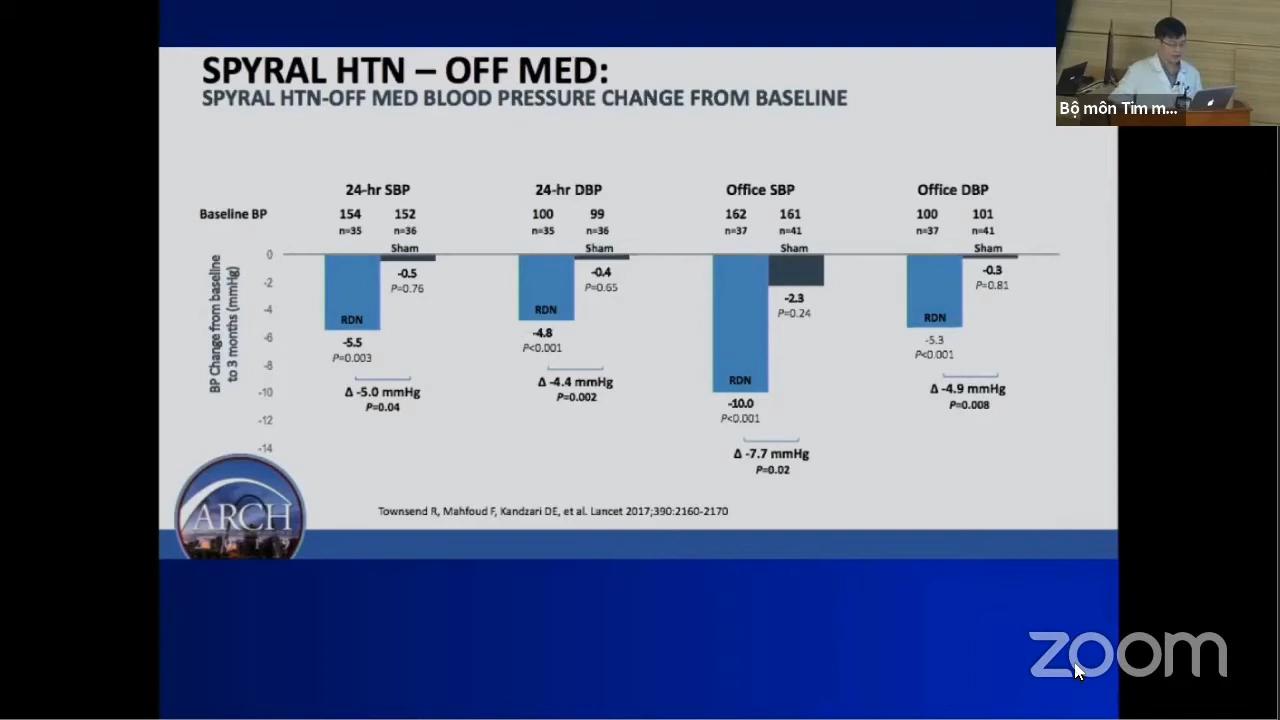 SPYRAL HTN – OFF MED:
SPYRAL HTN-OFF MED BLOOD PRESSURE CHANGE FROM BASELINE
Bộ môn Tim m...
24-hr SBP 24-hr DBP Office SBP Office DBP
Baseline BP 154 152 100 99 162 161 100 101
n=35 n=36 n=35 n=36 n=37 n=41 n=37 n=41
Sham Sham Sham Sham
BP Change from baseline
to 3 months (mmHg)
0
-2
-4
-6
-8
-10
-12
-14
RDN
-5.5
P=0.003
-0.5
P=0.76
Δ -5.0 mmHg
P=0.04
RDN
-4.8
P<0.001
-0.4
P=0.65
Δ -4.4 mmHg
P=0.002
RDN
-10.0
P<0.001
-2.3
P=0.24
Δ -7.7 mmHg
P=0.02
RDN
-5.3
P<0.001
-0.3
P=0.81
Δ -4.9 mmHg
P=0.008
ARCH
Townsend R, Mahfoud F, Kandzari DE, et al. Lancet 2017;390:2160-2170
zoom